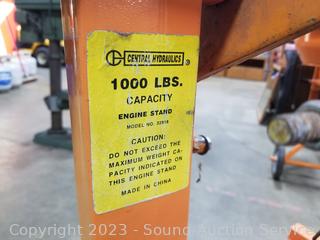 CENTRAL HYDRAULICS ®
1000 LBS.
CAPACITY
ENGINE STAND
MODEL NO. 32916
CAUTION:
DO NOT EXCEED THE
MAXIMUM WEIGHT CA-
PACITY INDICATED ON
THIS ENGINE STAND
MADE IN CHINA
Copyright 2023 - Sound Auction Service